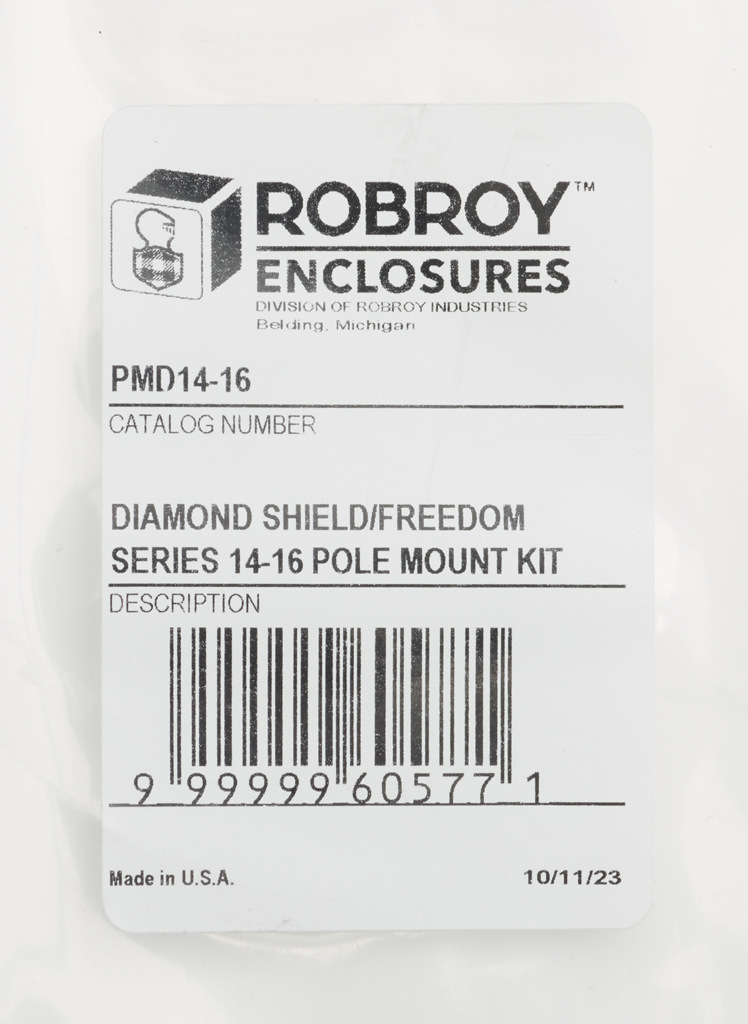 ROBROY™
ENCLOSURES
DIVISION OF ROBROY INDUSTRIES
Belding, Michigan
PMD14-16
CATALOG NUMBER
DIAMOND SHIELD/FREEDOM
SERIES 14-16 POLE MOUNT KIT
DESCRIPTION
9 99999 60577 1
Made in U.S.A. 10/11/23